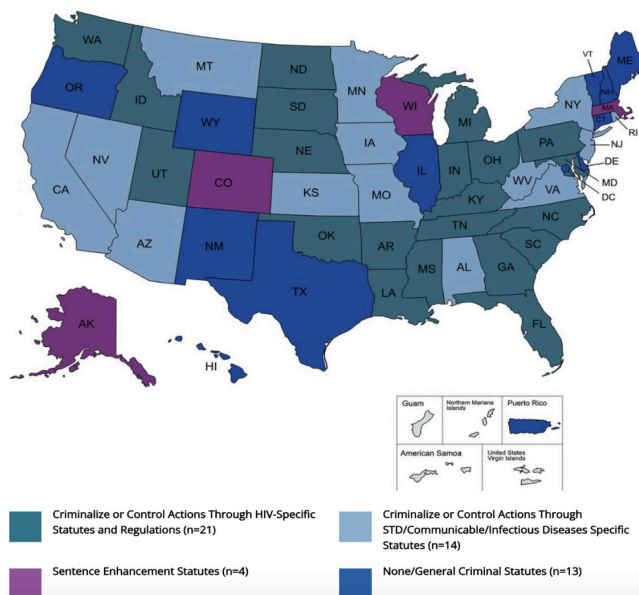 WA
MT
ND
MN
VT
ME
OR
ID
SD
WI
MI
NY
NH
MA
CT
RI
WY
NE
IA
PA
NJ
NV
UT
CO
IL
IN
OH
DE
MD
DC
CA
KS
MO
WV
VA
KY
NC
AZ
NM
OK
AR
TN
SC
TX
LA
MS
AL
GA
FL
AK
HI
Guam
Northern Mariana
Islands
Puerto Rico
American Samoa
United States
Virgin Islands
Criminalize or Control Actions Through HIV-Specific
Statutes and Regulations (n=21)
Criminalize or Control Actions Through
STD/Communicable/Infectious Diseases Specific
Statutes (n=14)
Sentence Enhancement Statutes (n=4)
None/General Criminal Statutes (n=13)